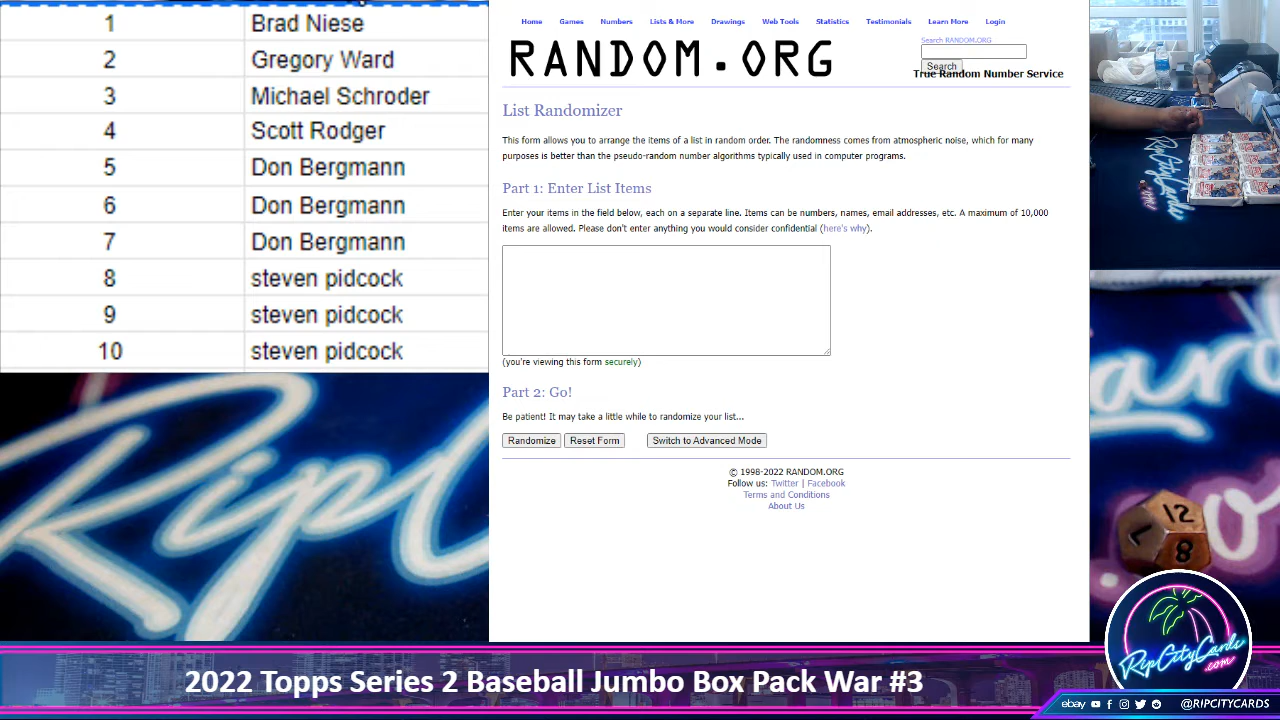 1 Brad Niese
2 Gregory Ward
3 Michael Schroder
4 Scott Rodger
5 Don Bergmann
6 Don Bergmann
7 Don Bergmann
8 steven pidcock
9 steven pidcock
10 steven pidcock
Home Games Numbers Lists & More Drawings Web Tools Statistics Testimonials Learn More Login
RANDOM.ORG
Search RANDOM.ORG
Search
True Random Number Service
List Randomizer
This form allows you to arrange the items of a list in random order. The randomness comes from atmospheric noise, which for many
purposes is better than the pseudo-random number algorithms typically used in computer programs.
Part 1: Enter List Items
Enter your items in the field below, each on a separate line. Items can be numbers, names, email addresses, etc. A maximum of 10,000
items are allowed. Please don't enter anything you would consider confidential (here's why).
(you're viewing this form securely)
Part 2: Go!
Be patient! It may take a little while to randomize your list...
Randomize Reset Form Switch to Advanced Mode
© 1998-2022 RANDOM.ORG
Follow us: Twitter | Facebook
Terms and Conditions
About Us
RipCityCards
12
8
RipCityCards
.com
2022 Topps Series 2 Baseball Jumbo Box Pack War #3
ebay @RIPCITYCARDS